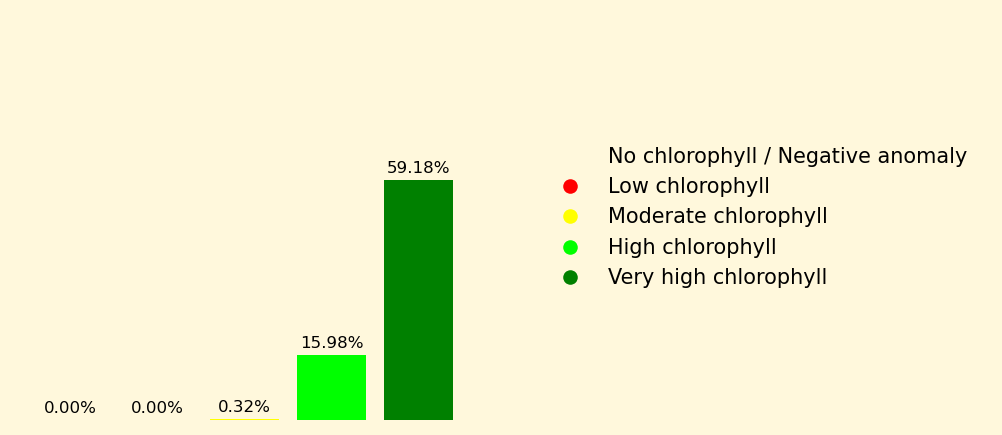 59.18%
15.98%
0.00%
0.00%
0.32%
No chlorophyll / Negative anomaly
Low chlorophyll
Moderate chlorophyll
High chlorophyll
Very high chlorophyll